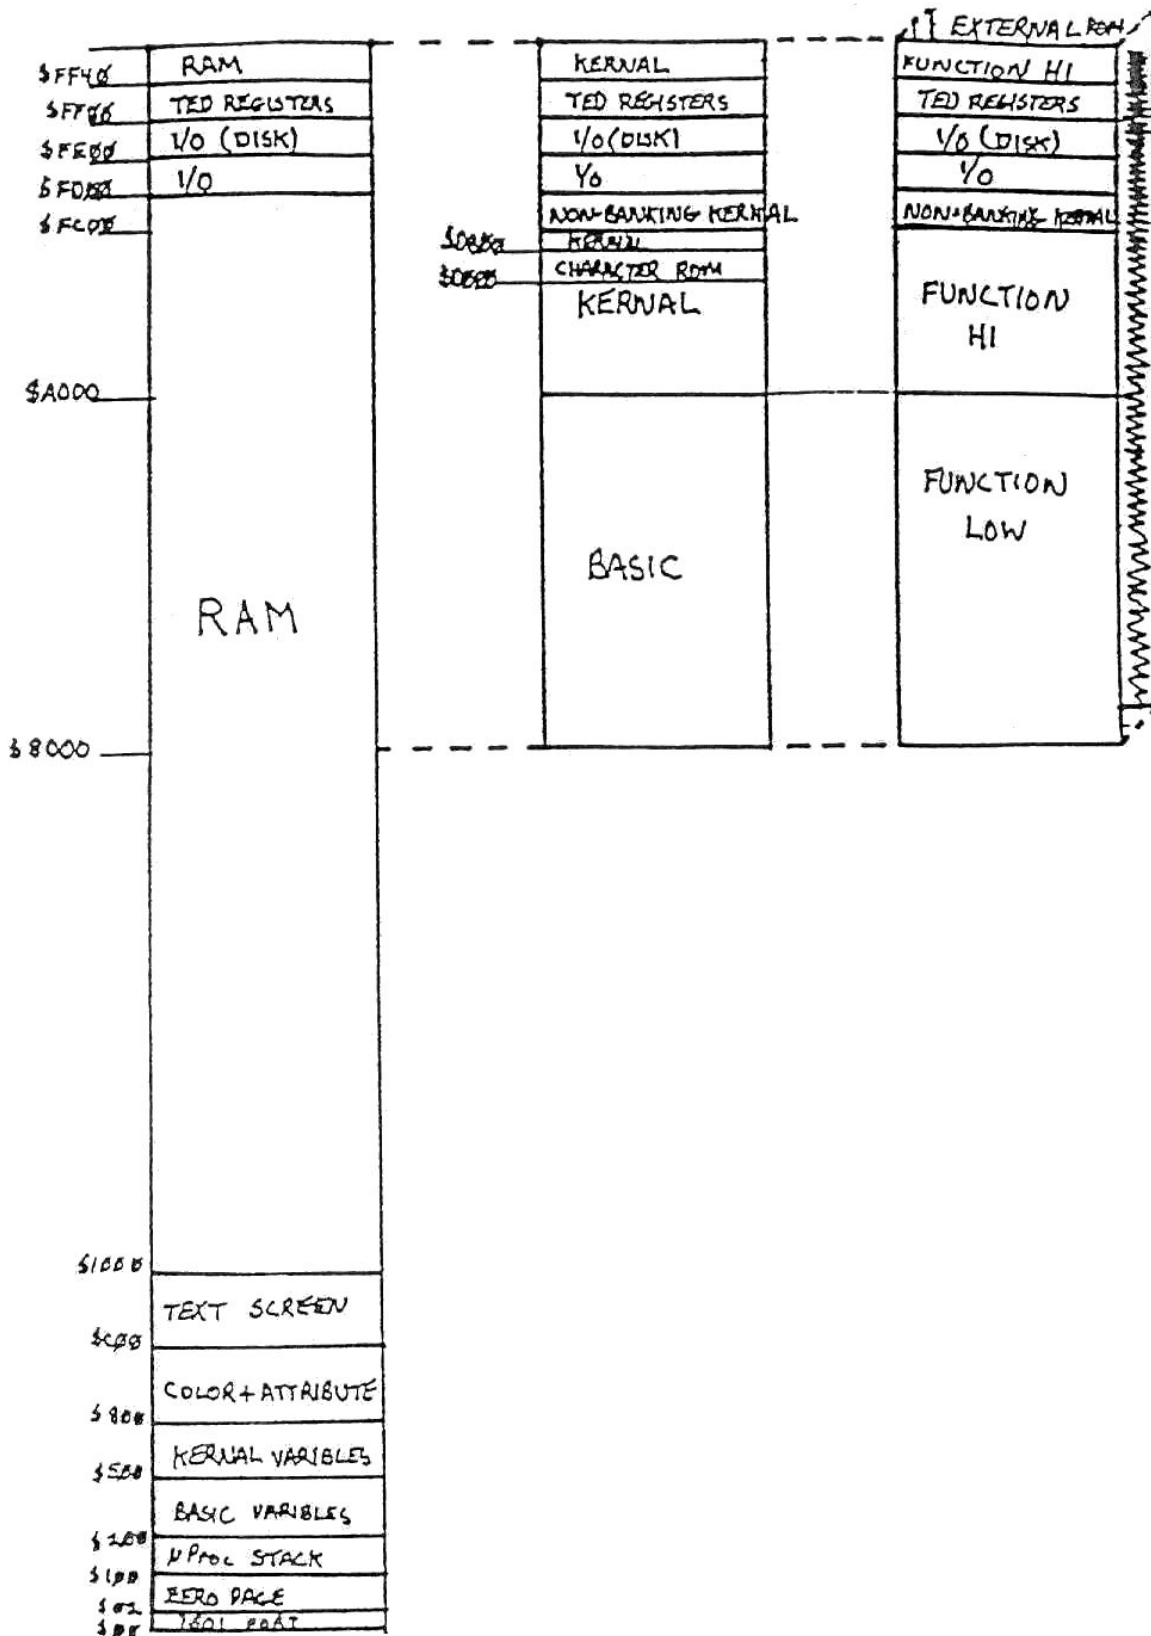 EXTERNAL ROM
$FF40 RAM KERNAL FUNCTION HI
$FF00 TED REGISTERS TED REGISTERS TED REGISTERS
$FE00 I/O (DISK) I/O (DISK) I/O (DISK)
$FD00 I/O I/O I/O
$FC00 NON-BANKING KERNAL NON-BANKING KERNAL
KERNAL
CHARACTER ROM
KERNAL
FUNCTION
HI
$A000
FUNCTION
LOW
BASIC
RAM
$8000
$1000
TEXT SCREEN
$C00
COLOR+ATTRIBUTE
$800
KERNAL VARIBLES
$500
BASIC VARIBLES
$200
µProc STACK
$100
ZERO PAGE
$02
PORT
$00